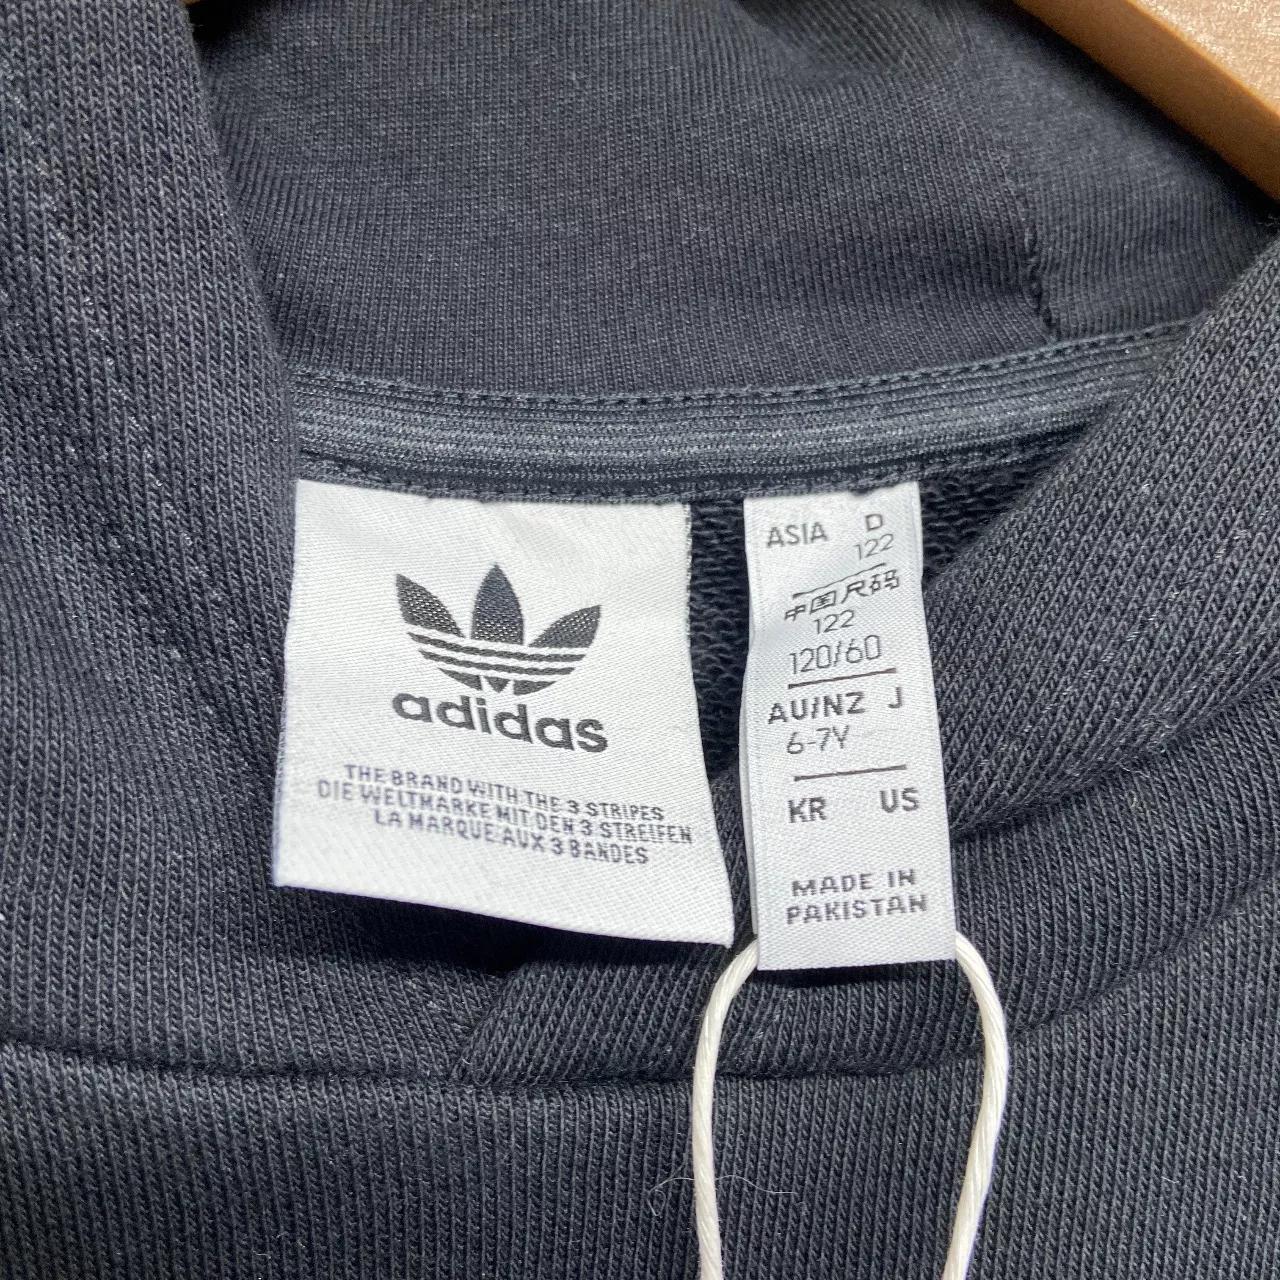 adidas
THE BRAND WITH THE 3 STRIPES
DIE WELTMARKE MIT DEN 3 STREIFEN
LA MARQUE AUX 3 BANDES
ASIA D
122
中国尺码
122
120/60
AU/NZ J
6-7Y
KR US
MADE IN
PAKISTAN